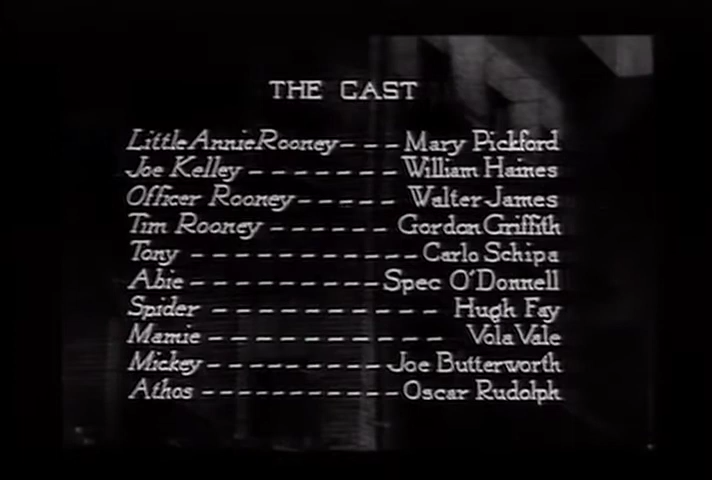 THE CAST
Little Annie Rooney - - - Mary Pickford
Joe Kelley - - - - - - - William Haines
Officer Rooney - - - - - Walter James
Tim Rooney - - - - - - Gordon Griffith
Tony - - - - - - - - - - - Carlo Schipa
Abie - - - - - - - - - - Spec O'Donnell
Spider - - - - - - - - - - Hugh Fay
Mamie - - - - - - - - - - Vola Vale
Mickey - - - - - - - - - Joe Butterworth
Athos - - - - - - - - - - Oscar Rudolph